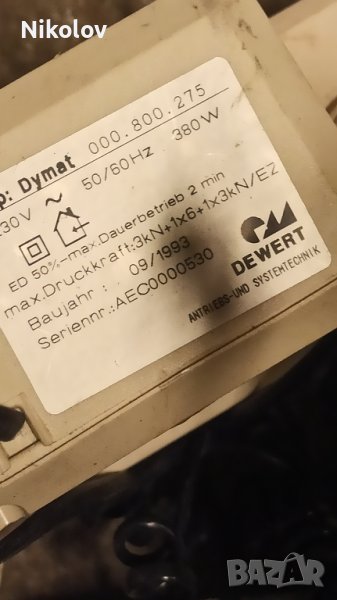 Nikolov
p: Dymat 000.800.275
230V ~ 50/60Hz 380W
ED 50%-max.Dauerbetrieb 2 min
max.Druckkraft:3kN+1x6+1x3kN/EZ
Baujahr : 09/1993
Seriennr.:AEC0000530
DEWERT
ANTRIEBS-UND SYSTEMTECHNIK
BAZAR